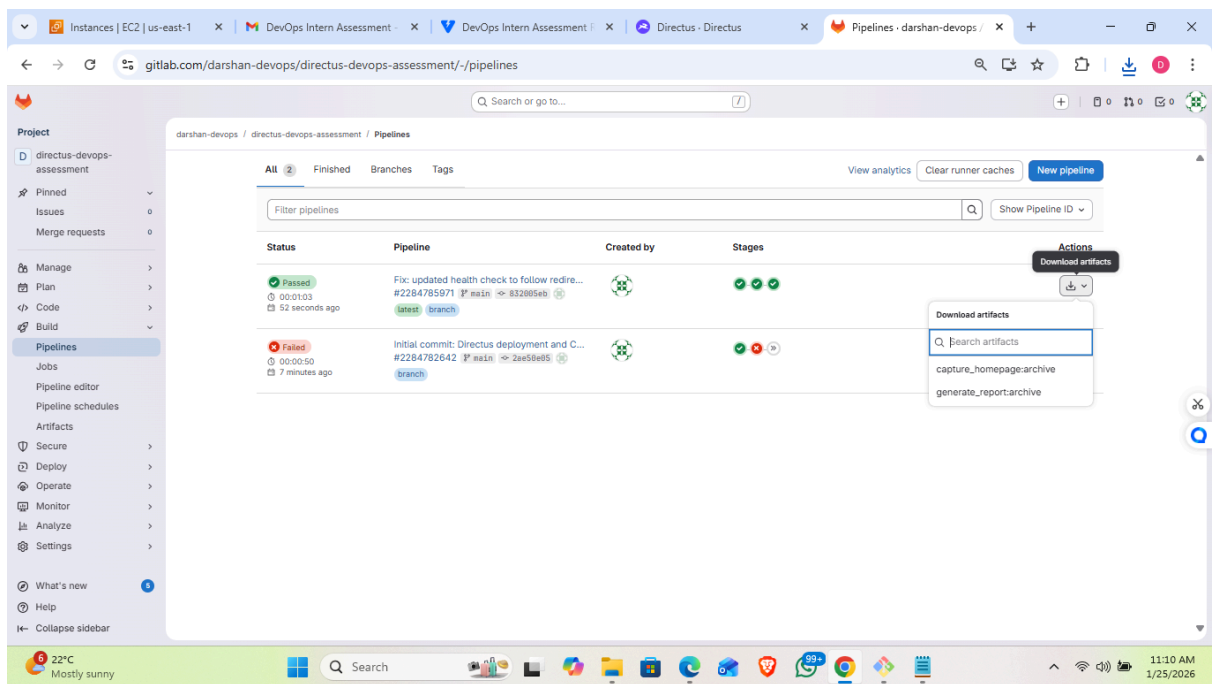 Instances | EC2 | us-east-1
DevOps Intern Assessment -
DevOps Intern Assessment
Directus · Directus
Pipelines · darshan-devops /
gitlab.com/darshan-devops/directus-devops-assessment/-/pipelines
D
Search or go to...
/
0
0
0
Project
D directus-devops-
assessment
Pinned
Issues 0
Merge requests 0
Manage
Plan
Code
Build
Pipelines
Jobs
Pipeline editor
Pipeline schedules
Artifacts
Secure
Deploy
Operate
Monitor
Analyze
Settings
What's new 5
Help
Collapse sidebar
darshan-devops / directus-devops-assessment / Pipelines
All 2 Finished Branches Tags
View analytics Clear runner caches New pipeline
Filter pipelines
Show Pipeline ID
Status Pipeline Created by Stages Actions
Download artifacts
Passed
00:01:03
52 seconds ago
Fix: updated health check to follow redire...
#2284785971 main 832005eb
latest branch
Download artifacts
Search artifacts
capture_homepage:archive
generate_report:archive
Failed
00:00:50
7 minutes ago
Initial commit: Directus deployment and C...
#2284782642 main 2ae50e05
branch
6
22°C
Mostly sunny
Search
99+
11:10 AM
1/25/2026